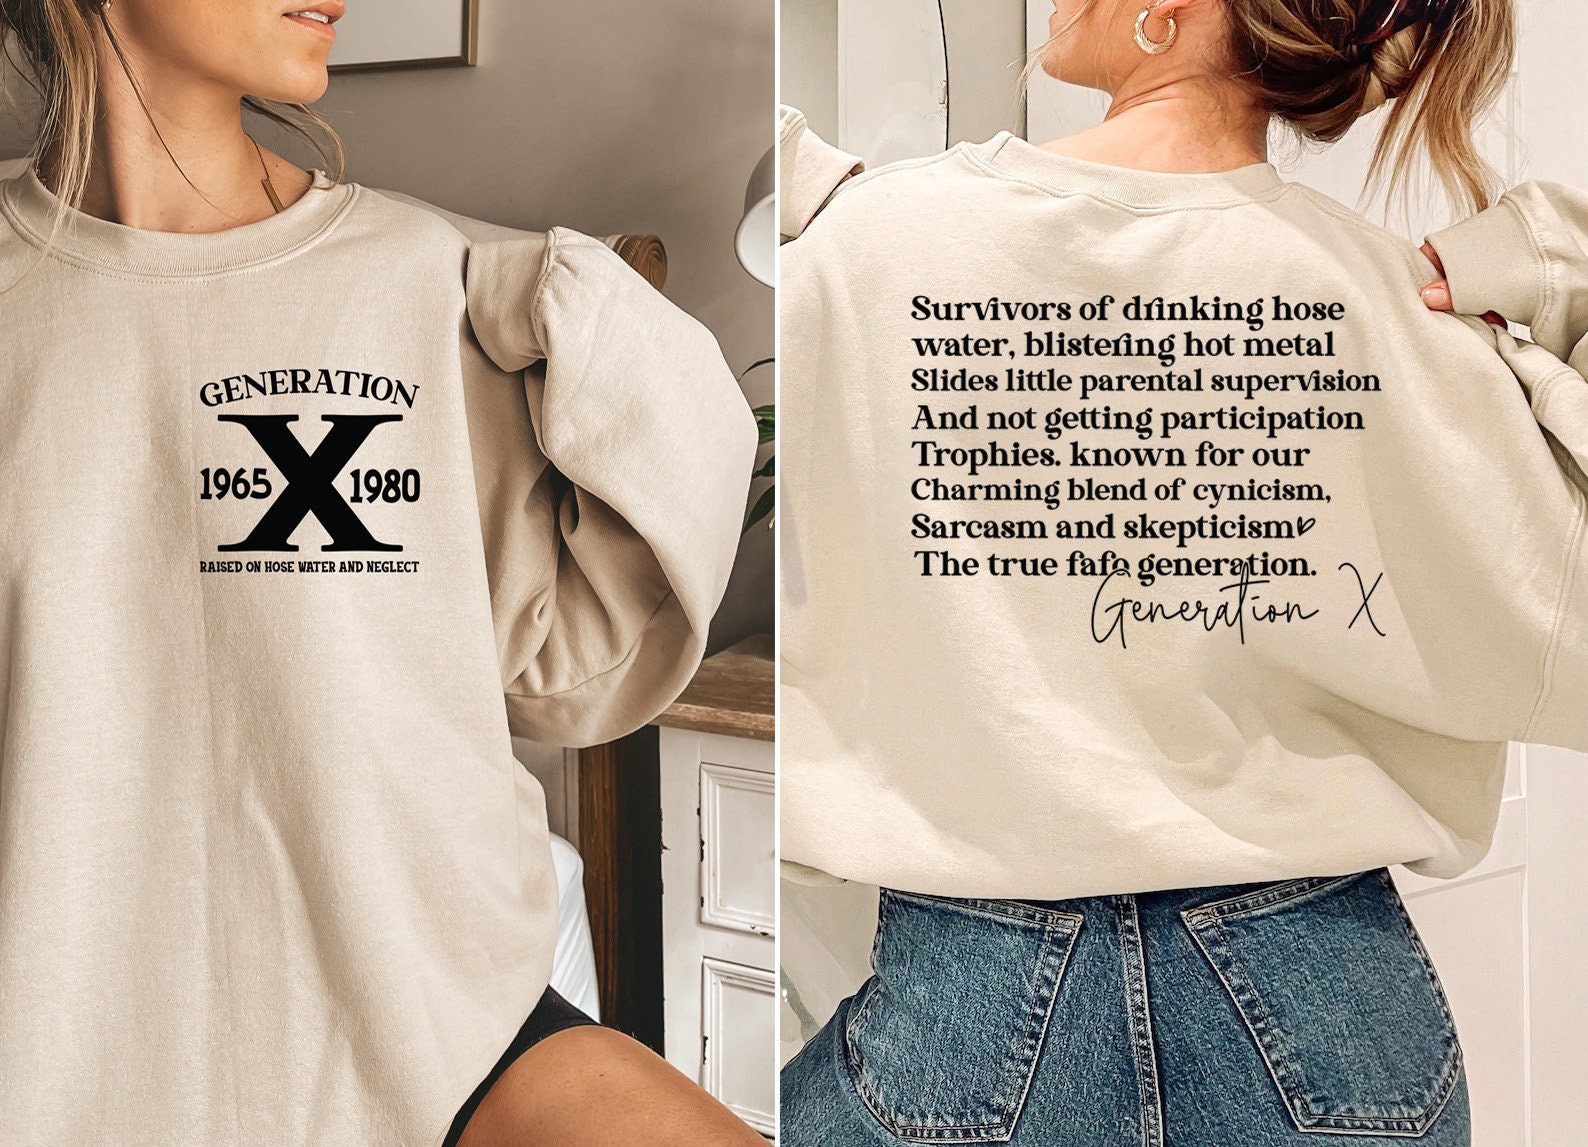 GENERATION
X
1965 1980
RAISED ON HOSE WATER AND NEGLECT
Survivors of drinking hose
water, blistering hot metal
Slides little parental supervision
And not getting participation
Trophies. known for our
Charming blend of cynicism,
Sarcasm and skepticism
The true fafo generation.
Generation X